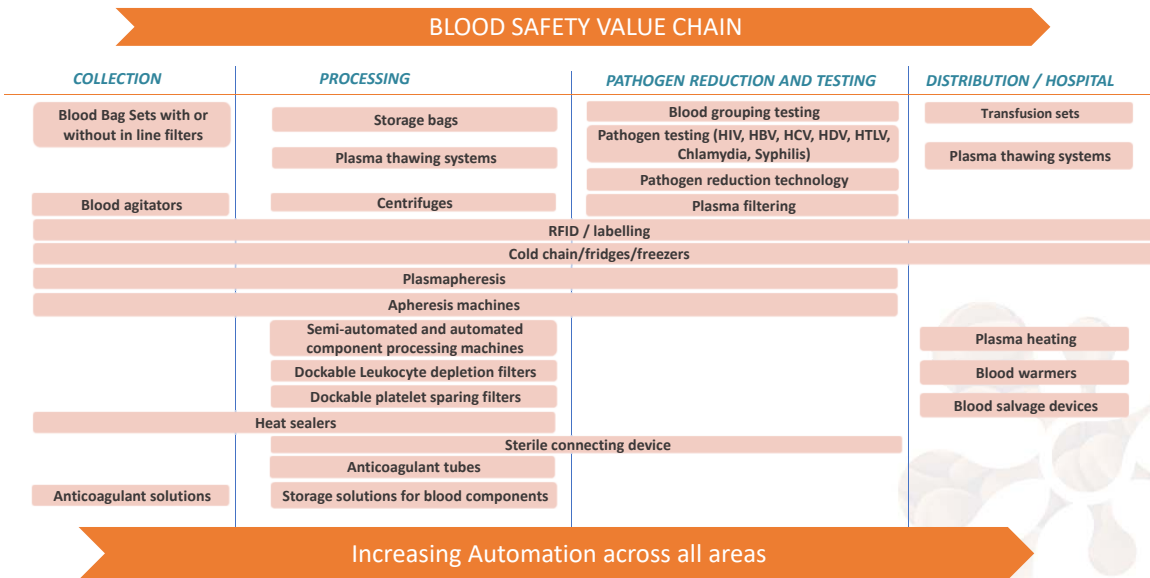 BLOOD SAFETY VALUE CHAIN
COLLECTION
PROCESSING
PATHOGEN REDUCTION AND TESTING
DISTRIBUTION / HOSPITAL
Blood Bag Sets with or
without in line filters
Storage bags
Blood grouping testing
Transfusion sets
Pathogen testing (HIV, HBV, HCV, HDV, HTLV,
Chlamydia, Syphilis)
Plasma thawing systems
Plasma thawing systems
Pathogen reduction technology
Blood agitators
Centrifuges
Plasma filtering
RFID / labelling
Cold chain/fridges/freezers
Plasmapheresis
Apheresis machines
Semi-automated and automated
component processing machines
Plasma heating
Dockable Leukocyte depletion filters
Blood warmers
Dockable platelet sparing filters
Blood salvage devices
Heat sealers
Sterile connecting device
Anticoagulant tubes
Anticoagulant solutions
Storage solutions for blood components
Increasing Automation across all areas